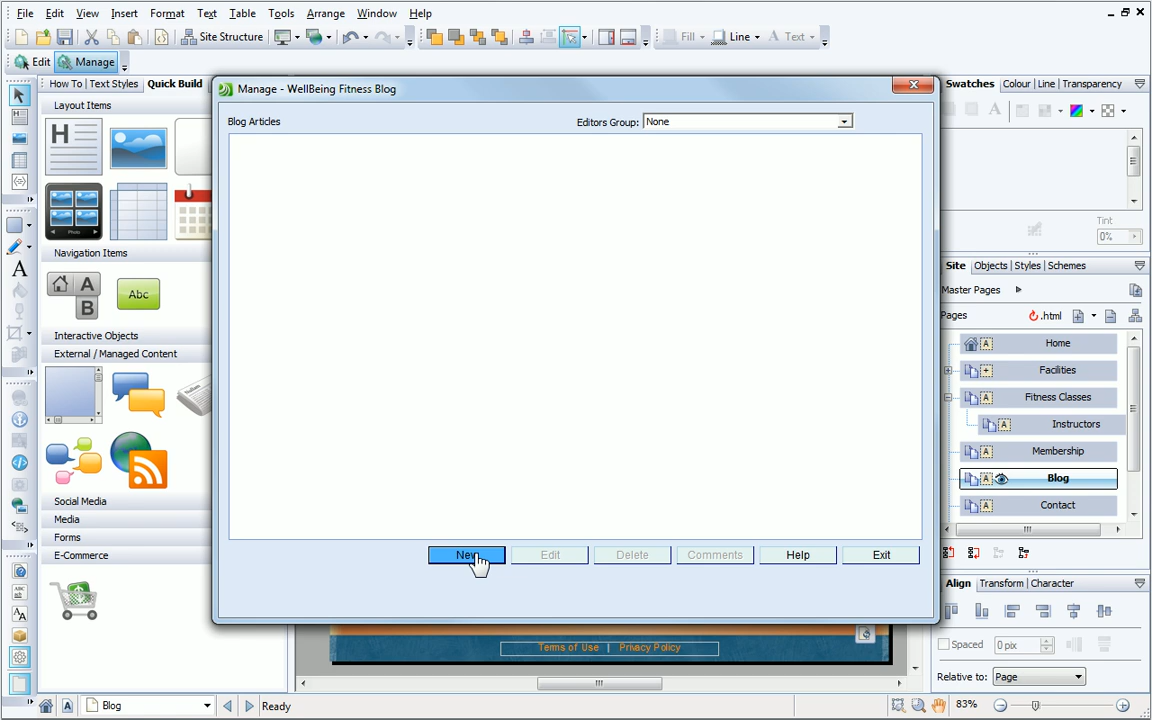 File Edit View Insert Format Text Table Tools Arrange Window Help
Site Structure Fill Line Text
Edit Manage
How To | Text Styles Quick Build
Manage - WellBeing Fitness Blog
Swatches Colour | Line | Transparency
Layout Items
Blog Articles
Editors Group: None
H
Photo
Tint
0%
Navigation Items
A
B
Abc
Site Objects | Styles | Schemes
Master Pages
Pages .html
Interactive Objects
External / Managed Content
Home
Facilities
Fitness Classes
Instructors
Membership
Blog
Contact
Social Media
Media
Forms
E-Commerce
New Edit Delete Comments Help Exit
Align Transform | Character
Spaced 0 pix
Relative to: Page
Terms of Use | Privacy Policy
Blog Ready 83%